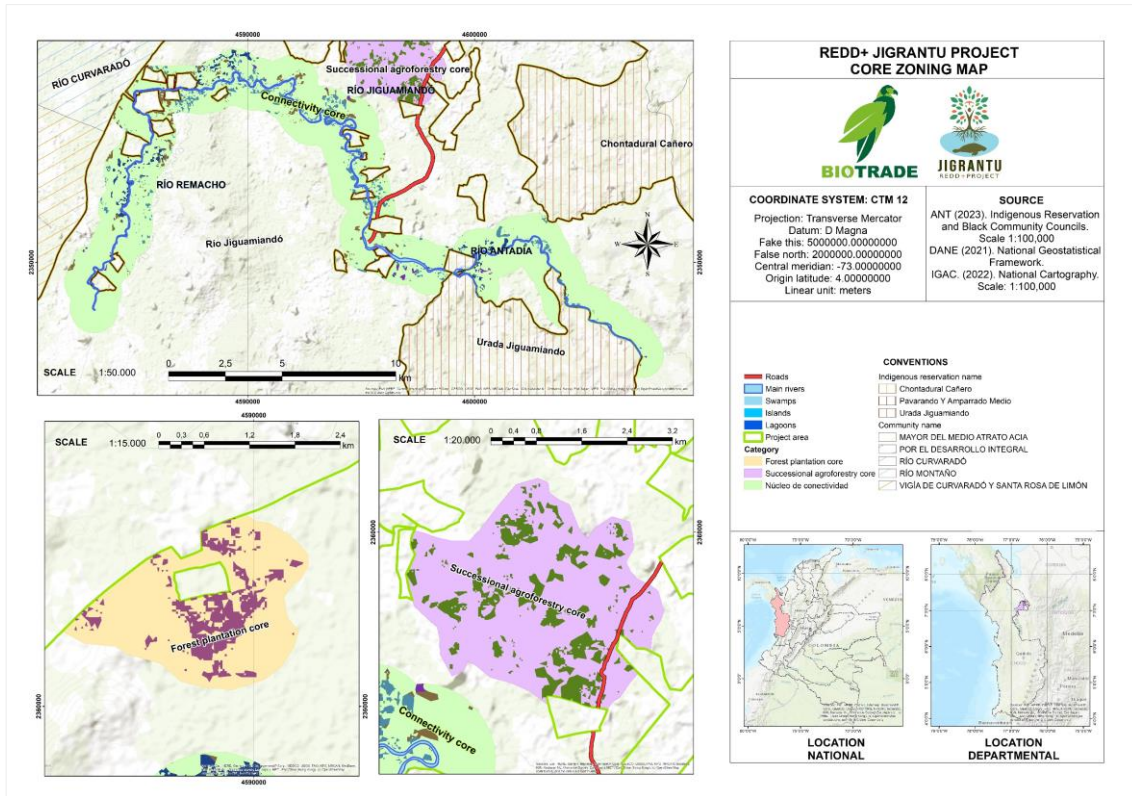 4590000
4600000
RÍO CURVARADÓ
Successional agroforestry core
RÍO JIGUAMIANDÓ
Connectivity core
Chontadural Cañero
RÍO REMACHO
Río Jiguamiandó
RÍO ANTADÍA
N
W
E
S
2350000
2350000
Urada Jiguamiando
0
2,5
5
10
km
SCALE
1:50.000
4590000
4600000
4590000
SCALE
1:15.000
0 0,3 0,6 1,2 1,8 2,4
km
Forest plantation core
2360000
4590000
SCALE
1:20.000
0 0,4 0,8 1,6 2,4 3,2
km
2360000
2360000
Successional agroforestry core
Connectivity core
REDD+ JIGRANTU PROJECT
CORE ZONING MAP
BIOTRADE
JIGRANTU
REDD+PROJECT
COORDINATE SYSTEM: CTM 12
Projection: Transverse Mercator
Datum: D Magna
Fake this: 5000000.00000000
False north: 2000000.00000000
Central meridian: -73.00000000
Origin latitude: 4.00000000
Linear unit: meters
SOURCE
ANT (2023). Indigenous Reservation
and Black Community Councils.
Scale 1:100,000
DANE (2021). National Geostatistical
Framework.
IGAC. (2022). National Cartography.
Scale: 1:100,000
CONVENTIONS
Roads
Main rivers
Swamps
Islands
Lagoons
Project area
Category
Forest plantation core
Successional agroforestry core
Núcleo de conectividad
Indigenous reservation name
Chontadural Cañero
Pavarando Y Amparrado Medio
Urada Jiguamiando
Community name
MAYOR DEL MEDIO ATRATO ACIA
POR EL DESARROLLO INTEGRAL
RÍO CURVARADÓ
RÍO MONTAÑO
VIGÍA DE CURVARADÓ Y SANTA ROSA DE LIMÓN
COLOMBIA
LOCATION
NATIONAL
LOCATION
DEPARTMENTAL